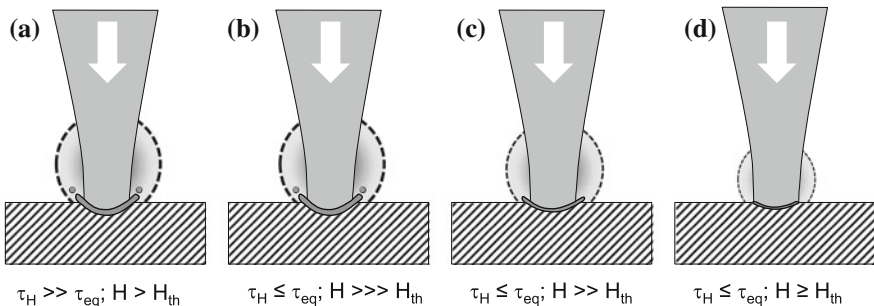 (a) (b) (c) (d)
τH >> τeq; H > Hth τH ≤ τeq; H >>> Hth τH ≤ τeq; H >> Hth τH ≤ τeq; H ≥ Hth